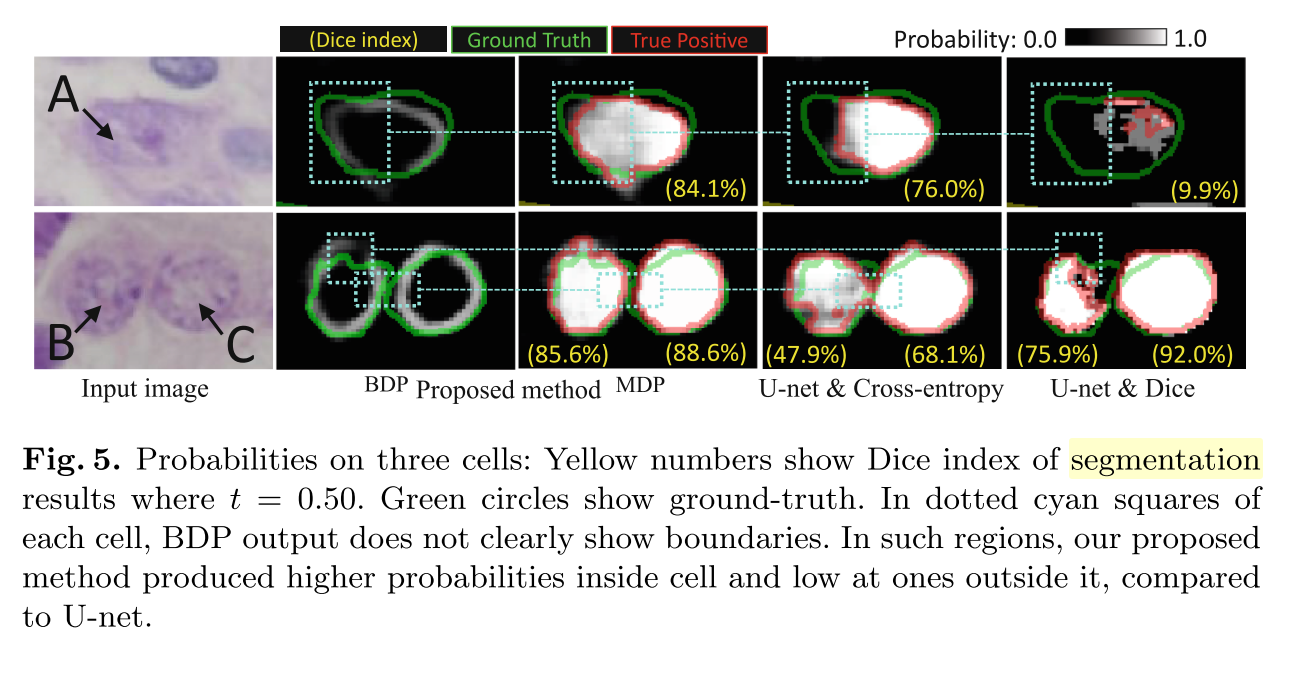 (Dice index) Ground Truth True Positive Probability: 0.0 1.0
A
(84.1%) (76.0%) (9.9%)
B C
(85.6%) (88.6%) (47.9%) (68.1%) (75.9%) (92.0%)
Input image BDP Proposed method MDP U-net & Cross-entropy U-net & Dice
Fig. 5. Probabilities on three cells: Yellow numbers show Dice index of segmentation
results where t = 0.50. Green circles show ground-truth. In dotted cyan squares of
each cell, BDP output does not clearly show boundaries. In such regions, our proposed
method produced higher probabilities inside cell and low at ones outside it, compared
to U-net.